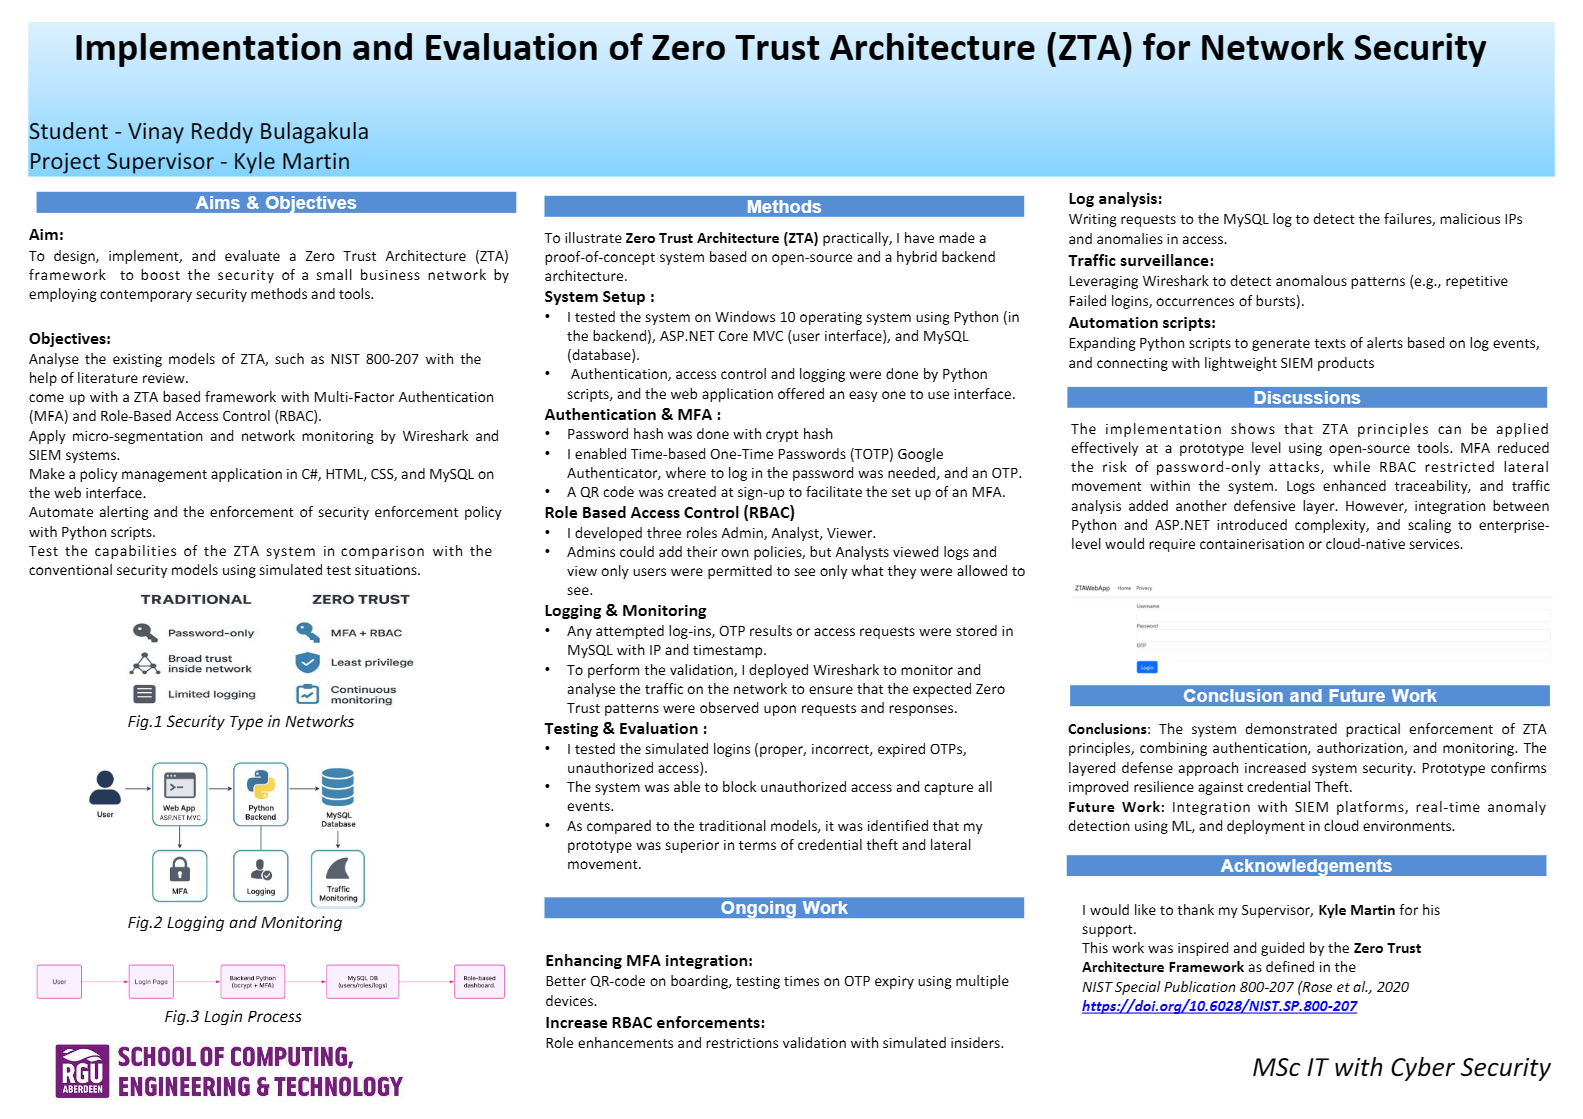 Implementation and Evaluation of Zero Trust Architecture (ZTA) for Network Security
Student - Vinay Reddy Bulagakula
Project Supervisor - Kyle Martin
Aims & Objectives
Aim:
To design, implement, and evaluate a Zero Trust Architecture (ZTA)
framework to boost the security of a small business network by
employing contemporary security methods and tools.
Objectives:
Analyse the existing models of ZTA, such as NIST 800-207 with the
help of literature review.
come up with a ZTA based framework with Multi-Factor Authentication
(MFA) and Role-Based Access Control (RBAC).
Apply micro-segmentation and network monitoring by Wireshark and
SIEM systems.
Make a policy management application in C#, HTML, CSS, and MySQL on
the web interface.
Automate alerting and the enforcement of security enforcement policy
with Python scripts.
Test the capabilities of the ZTA system in comparison with the
conventional security models using simulated test situations.
TRADITIONAL
ZERO TRUST
Password-only
MFA + RBAC
Broad trust
inside network
Least privilege
Limited logging
Continuous
monitoring
Fig.1 Security Type in Networks
User
Web App
ASP.NET MVC
Python
Backend
MySQL
Database
MFA
Logging
Traffic
Monitoring
Fig.2 Logging and Monitoring
User
Login Page
Backend Python
(bcrypt + MFA)
MySQL DB
(users/roles/logs)
Role-based
dashboard.
Fig.3 Login Process
RGU
ABERDEEN
SCHOOL OF COMPUTING,
ENGINEERING & TECHNOLOGY
Methods
To illustrate Zero Trust Architecture (ZTA) practically, I have made a
proof-of-concept system based on open-source and a hybrid backend
architecture.
System Setup :
• I tested the system on Windows 10 operating system using Python (in
the backend), ASP.NET Core MVC (user interface), and MySQL
(database).
• Authentication, access control and logging were done by Python
scripts, and the web application offered an easy one to use interface.
Authentication & MFA :
• Password hash was done with crypt hash
• I enabled Time-based One-Time Passwords (TOTP) Google
Authenticator, where to log in the password was needed, and an OTP.
• A QR code was created at sign-up to facilitate the set up of an MFA.
Role Based Access Control (RBAC)
• I developed three roles Admin, Analyst, Viewer.
• Admins could add their own policies, but Analysts viewed logs and
view only users were permitted to see only what they were allowed to
see.
Logging & Monitoring
• Any attempted log-ins, OTP results or access requests were stored in
MySQL with IP and timestamp.
• To perform the validation, I deployed Wireshark to monitor and
analyse the traffic on the network to ensure that the expected Zero
Trust patterns were observed upon requests and responses.
Testing & Evaluation :
• I tested the simulated logins (proper, incorrect, expired OTPs,
unauthorized access).
• The system was able to block unauthorized access and capture all
events.
• As compared to the traditional models, it was identified that my
prototype was superior in terms of credential theft and lateral
movement.
Ongoing Work
Enhancing MFA integration:
Better QR-code on boarding, testing times on OTP expiry using multiple
devices.
Increase RBAC enforcements:
Role enhancements and restrictions validation with simulated insiders.
Log analysis:
Writing requests to the MySQL log to detect the failures, malicious IPs
and anomalies in access.
Traffic surveillance:
Leveraging Wireshark to detect anomalous patterns (e.g., repetitive
Failed logins, occurrences of bursts).
Automation scripts:
Expanding Python scripts to generate texts of alerts based on log events,
and connecting with lightweight SIEM products
Discussions
The implementation shows that ZTA principles can be applied
effectively at a prototype level using open-source tools. MFA reduced
the risk of password-only attacks, while RBAC restricted lateral
movement within the system. Logs enhanced traceability, and traffic
analysis added another defensive layer. However, integration between
Python and ASP.NET introduced complexity, and scaling to enterprise-
level would require containerisation or cloud-native services.
ZTAWebApp Home Privacy
Username
Password
OTP
Login
Conclusion and Future Work
Conclusions: The system demonstrated practical enforcement of ZTA
principles, combining authentication, authorization, and monitoring. The
layered defense approach increased system security. Prototype confirms
improved resilience against credential Theft.
Future Work: Integration with SIEM platforms, real-time anomaly
detection using ML, and deployment in cloud environments.
Acknowledgements
I would like to thank my Supervisor, Kyle Martin for his
support.
This work was inspired and guided by the Zero Trust
Architecture Framework as defined in the
NIST Special Publication 800-207 (Rose et al., 2020
https://doi.org/10.6028/NIST.SP.800-207
MSc IT with Cyber Security